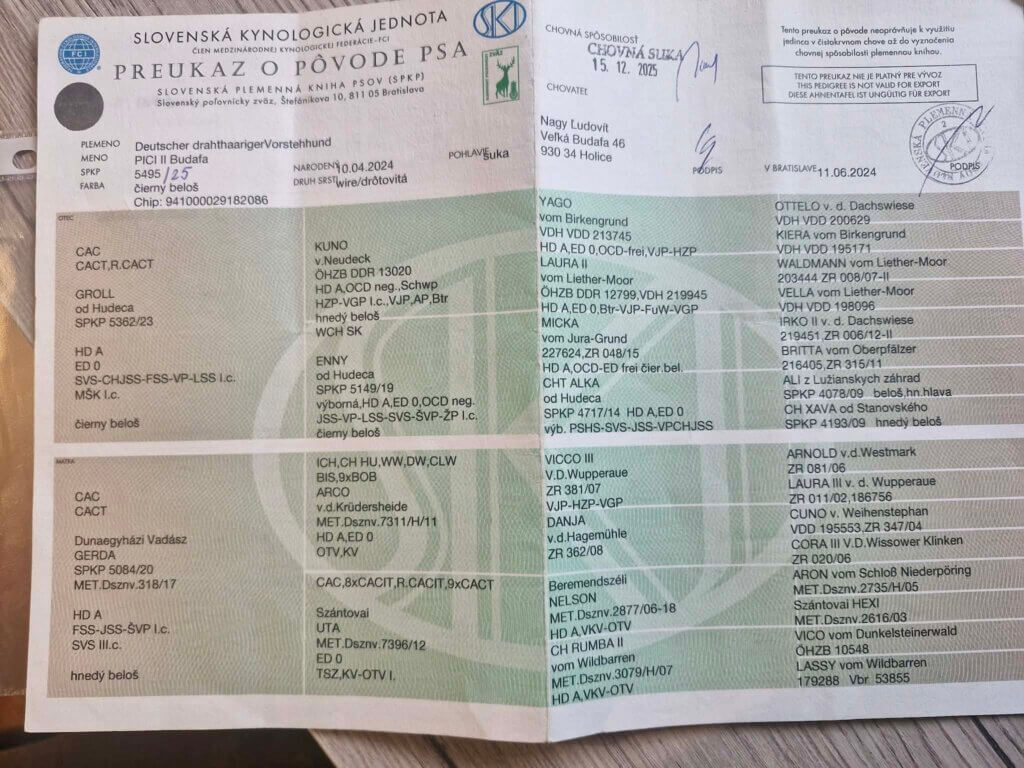 SLOVENSKÁ KYNOLOGICKÁ JEDNOTA
ČLEN MEDZINÁRODNEJ KYNOLOGICKEJ FEDERÁCIE-FCI
PREUKAZ O PÔVODE PSA
SLOVENSKÁ PLEMENNÁ KNIHA PSOV (SPKP)
Slovenský poľovnícky zväz, Štefánikova 10, 811 05 Bratislava
FCI
SKJ
PLEMENO Deutscher drahthaarigerVorstehhund
MENO PICI II Budafa
SPKP 5495/25
FARBA čierny beloš
Chip: 941000029182086
NARODENÝ 10.04.2024
DRUH SRSTI wire/drôtovitá
POHLAVIE suka
CHOVNÁ SPÔSOBILOSŤ
CHOVNÁ SUKA
15. 12. 2025
CHOVATEĽ
Nagy Ľudovít
Veľká Budafa 46
930 34 Holice
PODPIS
Tento preukaz o pôvode neoprávňuje k využitiu
jedinca v čistokrvnom chove až do vyznačenia
chovnej spôsobilosti plemennou knihou.
TENTO PREUKAZ NIE JE PLATNÝ PRE VÝVOZ
THIS PEDIGREE IS NOT VALID FOR EXPORT
DIESE AHNENTAFEL IST UNGÜLTIG FÜR EXPORT
V BRATISLAVE 11.06.2024
PODPIS
OTEC
CAC
CACT,R.CACT
GROLL
od Hudeca
SPKP 5362/23
HD A
ED 0
SVS-CHJSS-FSS-VP-LSS I.c.
MŠK I.c.
čierny beloš
KUNO
v.Neudeck
ÖHZB DDR 13020
HD A,ED 0,OCD neg.,Schwp
HZP-VGP I.c.,VJP,AP,Btr
hnedý beloš
WCH SK
ENNY
od Hudeca
SPKP 5149/19
výborná,HD A,ED 0,OCD neg.
JSS-VP-LSS-SVS-ŠVP-ŽP I.c.
čierny beloš
YAGO
vom Birkengrund
VDH VDD 213745
HD A,ED 0,OCD-frei,VJP-HZP
LAURA II
vom Liether-Moor
ÖHZB DDR 12799,VDH 219945
HD A,ED 0,Btr-VJP-FuW-VGP
MICKA
vom Jura-Grund
227624,ZR 048/15
HD A,OCD-ED frei čier.bel.
CHT ALKA
od Hudeca
SPKP 4717/14 HD A,ED 0
výb. PSHS-SVS-JSS-VPCHJSS
OTTELO v. d. Dachswiese
VDH VDD 200629
KIERA vom Birkengrund
VDH VDD 195171
WALDMANN vom Liether-Moor
203444 ZR 008/07-II
VELLA vom Liether-Moor
VDH VDD 198096
IRKO II v. d. Dachswiese
219451,ZR 006/12-II
BRITTA vom Oberpfälzer
216405,ZR 315/11
ALI z Lužianskych záhrad
SPKP 4078/09 beloš,hn.hlava
CH XAVA od Stanovského
SPKP 4193/09 hnedý beloš
MATKA
CAC
CACT
Dunaegyházi Vadász
GERDA
SPKP 5084/20
MET.Dsznv.318/17
HD A
FSS-JSS-ŠVP I.c.
SVS III.c.
hnedý beloš
ICH,CH HU,WW,DW,CLW
BIS,9xBOB
ARCO
v.d.Krüdersheide
MET.Dsznv.7311/H/11
HD A,ED 0
OTV,KV
CAC,8xCACIT,R.CACIT,9xCACT
Szántovai
UTA
MET.Dsznv.7396/12
ED 0
TSZ,KV-OTV I.
VICCO III
V.D.Wupperaue
ZR 381/07
VJP-HZP-VGP
DANJA
v.d.Hagemühle
ZR 362/08
Beremendszéli
NELSON
MET.Dsznv.2877/06-18
HD A,VKV-OTV
CH RUMBA II
vom Wildbarren
MET.Dsznv.3079/H/07
HD A,VKV-OTV
ARNOLD v.d.Westmark
ZR 081/06
LAURA III v. d. Wupperaue
ZR 011/02,186756
CUNO v. Weihenstephan
VDD 195553,ZR 347/04
CORA III V.D.Wissower Klinken
ZR 020/06
ARON vom Schloß Niederpöring
MET.Dsznv.2735/H/05
Szántovai HEXI
MET.Dsznv.2616/03
VICO vom Dunkelsteinerwald
ÖHZB 10548
LASSY vom Wildbarren
179288 Vbr 53855